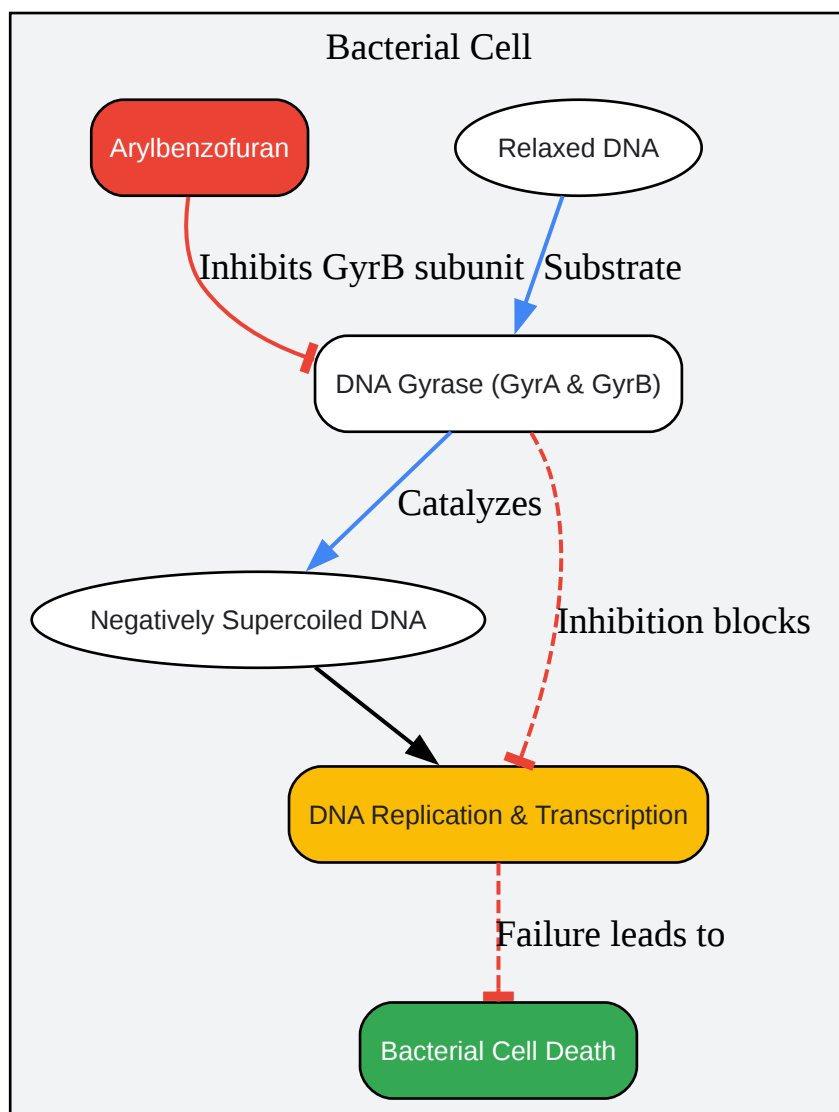 Bacterial Cell
Arylbenzofuran
Relaxed DNA
Inhibits GyrB subunit
Substrate
DNA Gyrase (GyrA & GyrB)
Catalyzes
Negatively Supercoiled DNA
Inhibition blocks
DNA Replication & Transcription
Failure leads to
Bacterial Cell Death